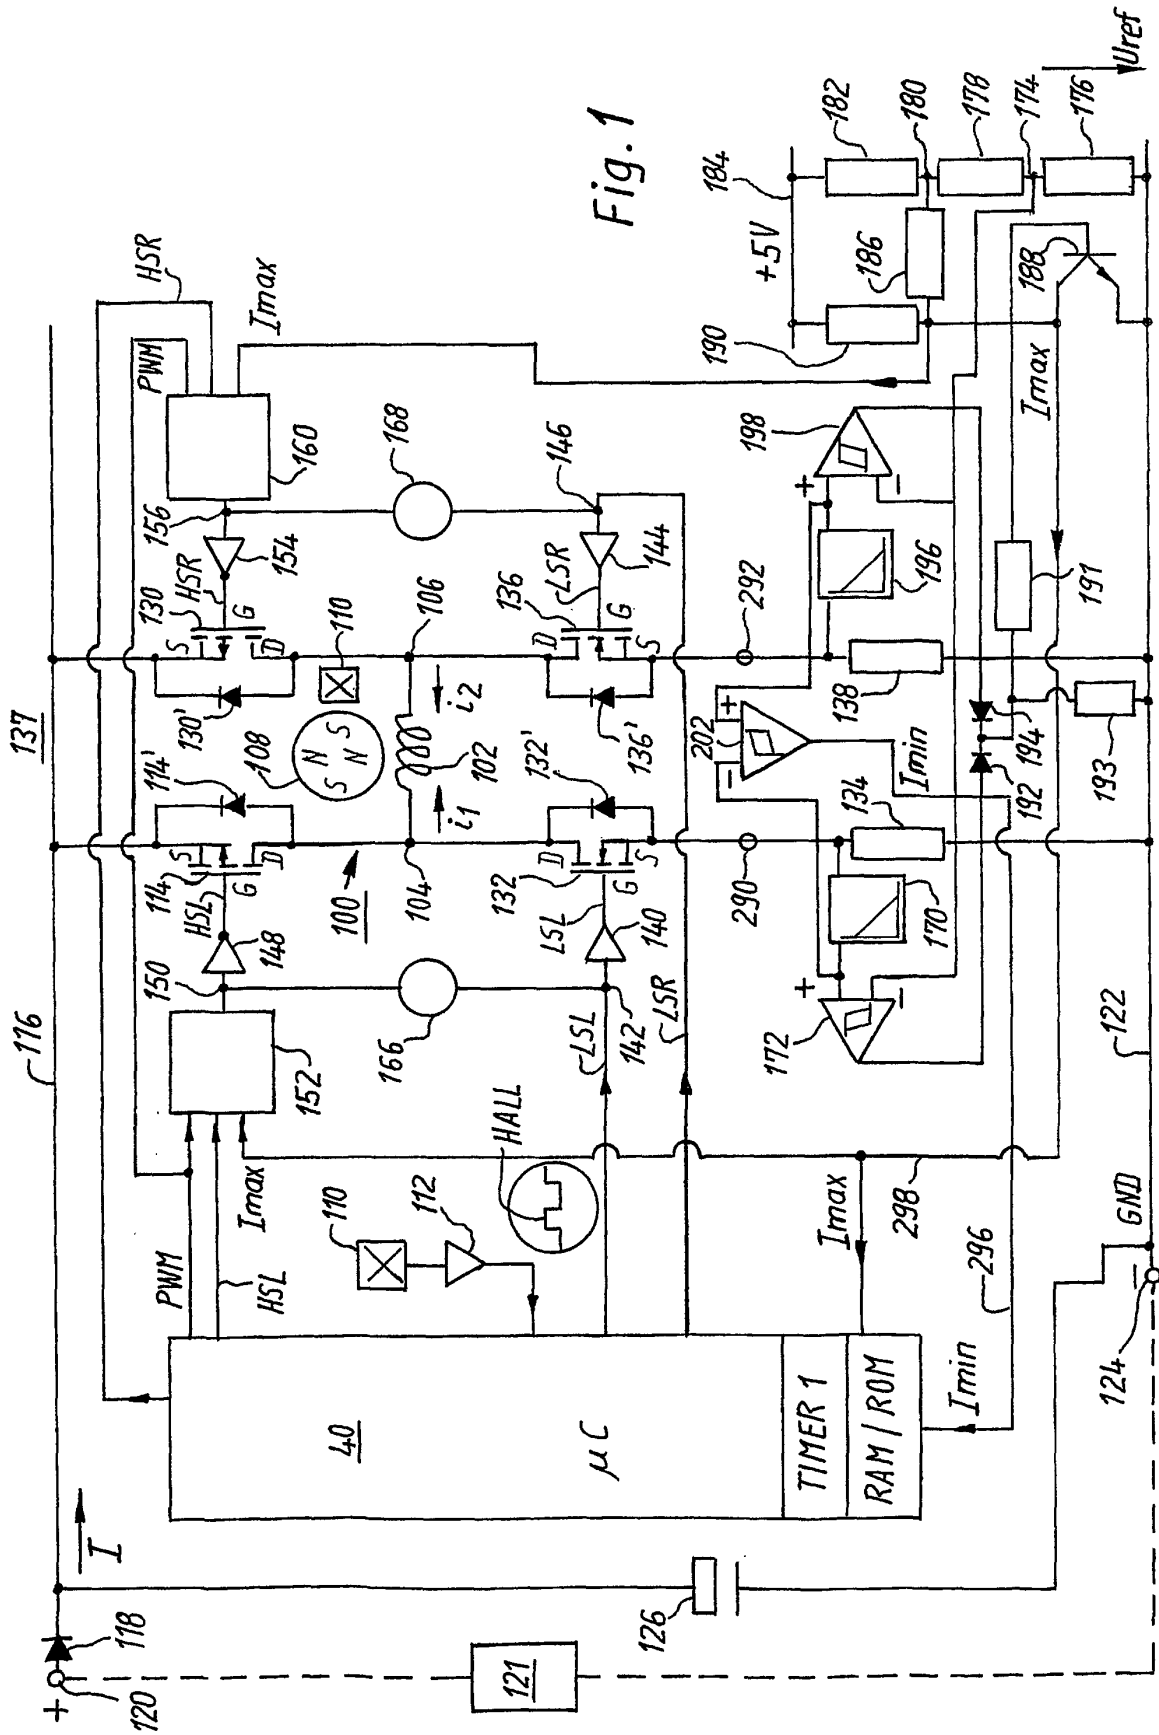 Fig. 1
137
116
I
+
118
120
121
126
124
-
GND
122
40
µC
TIMER 1
RAM / ROM
PWM
HSL
Imax
110
112
HALL
LSL
LSR
Imax
298
296
Imin
152
150
148
HSL
114
S
G
D
114'
166
142
140
LSL
132
D
G
S
132'
100
104
i1
102
i2
106
108
S
N
N
S
110
130
130'
S
G
D
HSR
154
156
160
PWM
HSR
Imax
168
146
144
LSR
136
D
G
S
136'
290
292
134
138
170
172
+
-
196
198
+
-
202
-
+
Imin
192
194
193
191
Imax
188
190
186
+5V
184
182
180
178
174
176
Uref